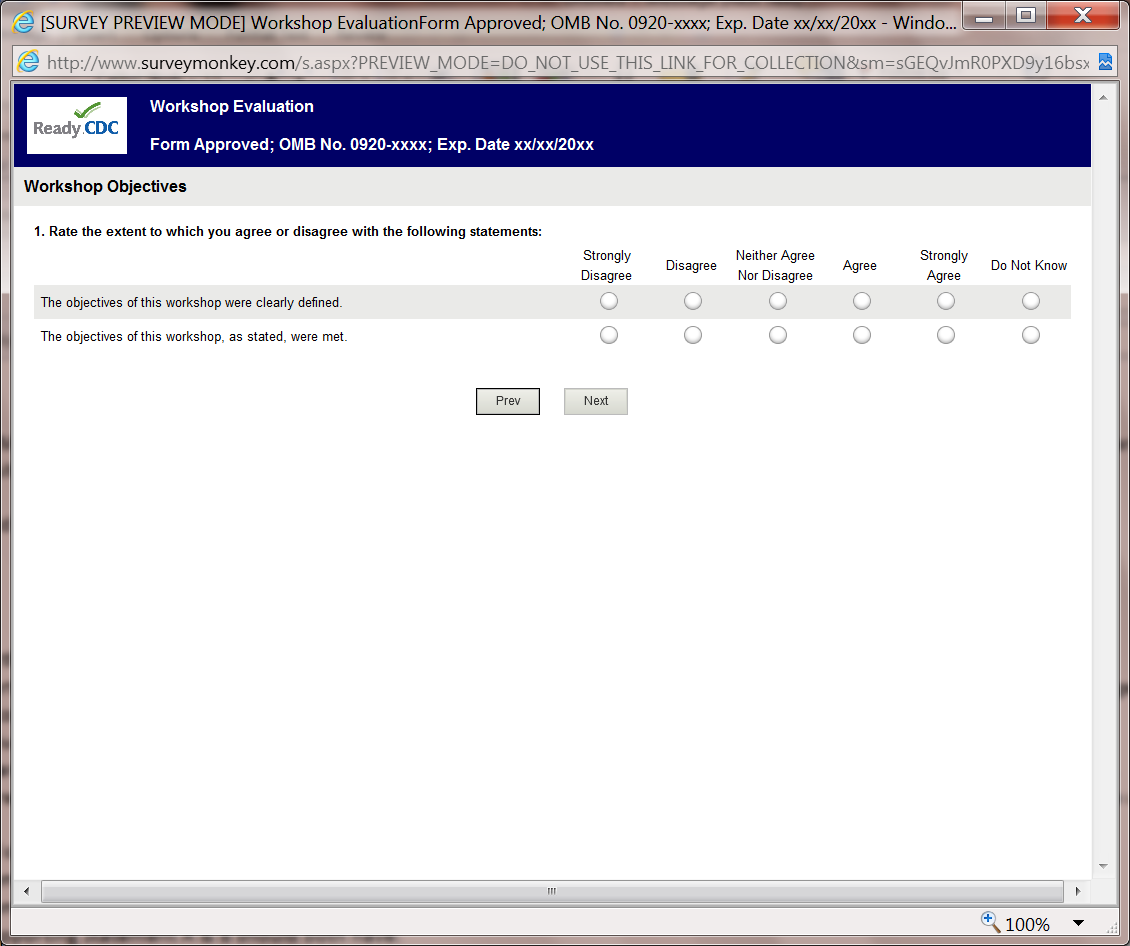 [SURVEY PREVIEW MODE] Workshop EvaluationForm Approved; OMB No. 0920-xxxx; Exp. Date xx/xx/20xx - Windo...
http://www.surveymonkey.com/s.aspx?PREVIEW_MODE=DO_NOT_USE_THIS_LINK_FOR_COLLECTION&sm=sGEQvJmR0PXD9y16bsx
Ready CDC
Workshop Evaluation
Form Approved; OMB No. 0920-xxxx; Exp. Date xx/xx/20xx
Workshop Objectives
1. Rate the extent to which you agree or disagree with the following statements:
Strongly Disagree Disagree Neither Agree Nor Disagree Agree Strongly Agree Do Not Know
The objectives of this workshop were clearly defined.
The objectives of this workshop, as stated, were met.
Prev Next
100%